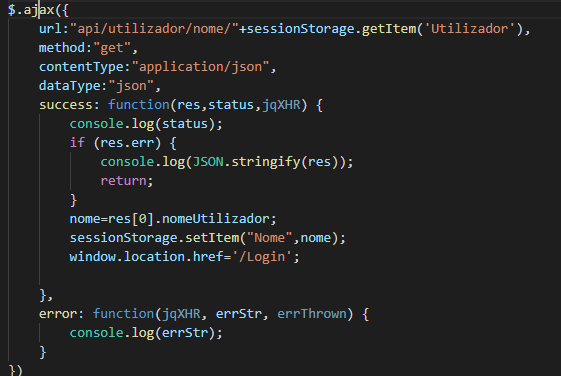 $.ajax({
    url:"api/utilizador/nome/"+sessionStorage.getItem('Utilizador'),
    method:"get",
    contentType:"application/json",
    dataType:"json",
    success: function(res,status,jqXHR) {
        console.log(status);
        if (res.err) {
            console.log(JSON.stringify(res));
            return;
        }
        nome=res[0].nomeUtilizador;
        sessionStorage.setItem("Nome",nome);
        window.location.href='/Login';

    },
    error: function(jqXHR, errStr, errThrown) {
        console.log(errStr);
    }
})